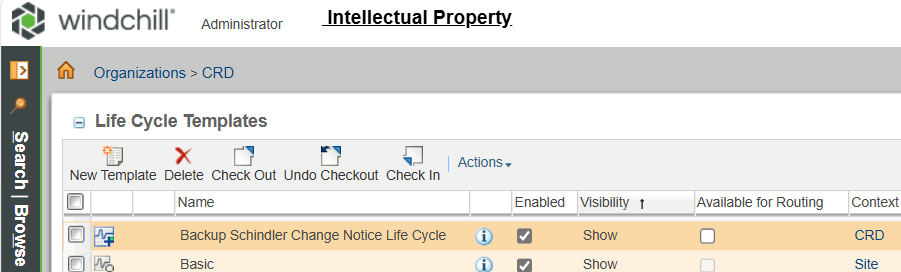 windchill
Administrator
Intellectual Property
Organizations > CRD
Search | Browse
Life Cycle Templates
New Template Delete Check Out Undo Checkout Check In Actions
Name Enabled Visibility ↑ Available for Routing Context
Backup Schindler Change Notice Life Cycle Show CRD
Basic Show Site